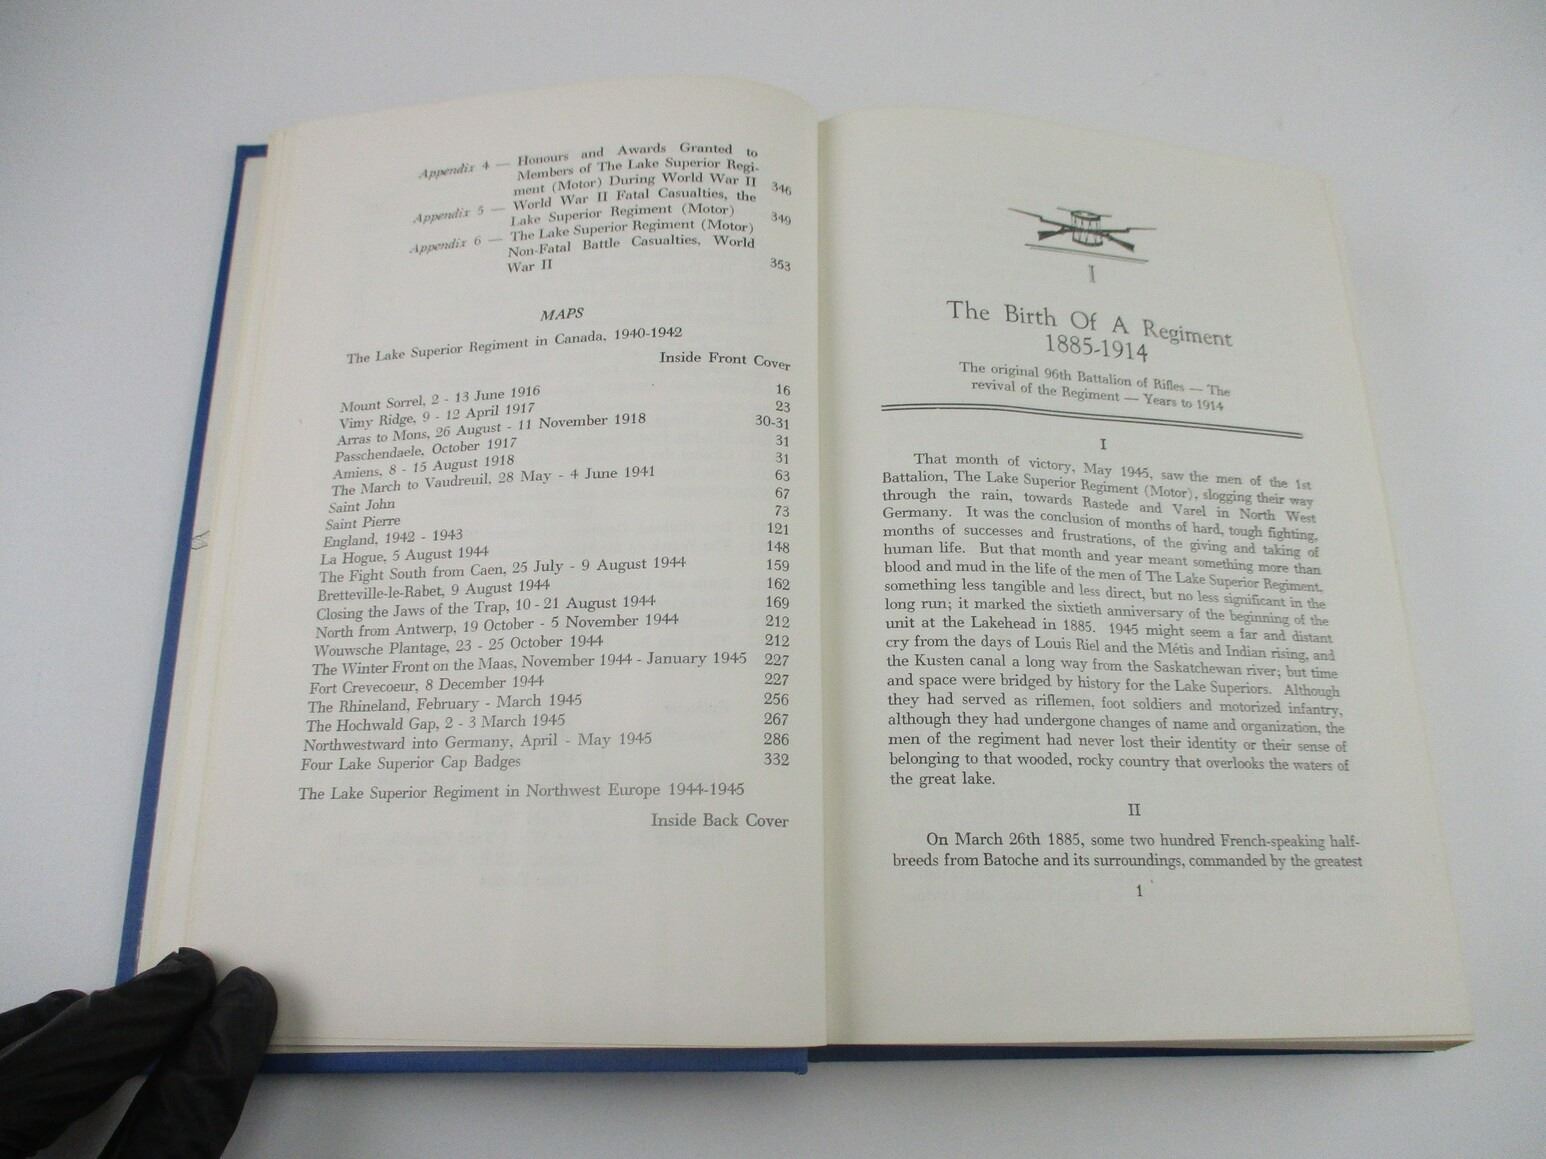 Appendix 4 — Honours and Awards Granted to
Members of The Lake Superior Regi-
ment (Motor) During World War II 346
Appendix 5 — World War II Fatal Casualties, the
Lake Superior Regiment (Motor) 349
Appendix 6 — The Lake Superior Regiment (Motor)
Non-Fatal Battle Casualties, World
War II 353
MAPS
The Lake Superior Regiment in Canada, 1940-1942
Inside Front Cover
Mount Sorrel, 2 - 13 June 1916 16
Vimy Ridge, 9 - 12 April 1917 23
Arras to Mons, 26 August - 11 November 1918 30-31
Passchendaele, October 1917 31
Amiens, 8 - 15 August 1918 31
The March to Vaudreuil, 28 May - 4 June 1941 63
Saint John 67
Saint Pierre 73
England, 1942 - 1943 121
La Hogue, 5 August 1944 148
The Fight South from Caen, 25 July - 9 August 1944 159
Bretteville-le-Rabet, 9 August 1944 162
Closing the Jaws of the Trap, 10 - 21 August 1944 169
North from Antwerp, 19 October - 5 November 1944 212
Wouwsche Plantage, 23 - 25 October 1944 212
The Winter Front on the Maas, November 1944 - January 1945 227
Fort Crevecoeur, 8 December 1944 227
The Rhineland, February - March 1945 256
The Hochwald Gap, 2 - 3 March 1945 267
Northwestward into Germany, April - May 1945 286
Four Lake Superior Cap Badges 332
The Lake Superior Regiment in Northwest Europe 1944-1945
Inside Back Cover
I
The Birth Of A Regiment
1885-1914
The original 96th Battalion of Rifles — The
revival of the Regiment — Years to 1914
I
That month of victory, May 1945, saw the men of the 1st
Battalion, The Lake Superior Regiment (Motor), slogging their way
through the rain, towards Rastede and Varel in North West
Germany. It was the conclusion of months of hard, tough fighting,
months of successes and frustrations, of the giving and taking of
human life. But that month and year meant something more than
blood and mud in the life of the men of The Lake Superior Regiment,
something less tangible and less direct, but no less significant in the
long run; it marked the sixtieth anniversary of the beginning of the
unit at the Lakehead in 1885. 1945 might seem a far and distant
cry from the days of Louis Riel and the Métis and Indian rising, and
the Kusten canal a long way from the Saskatchewan river; but time
and space were bridged by history for the Lake Superiors. Although
they had served as riflemen, foot soldiers and motorized infantry,
although they had undergone changes of name and organization, the
men of the regiment had never lost their identity or their sense of
belonging to that wooded, rocky country that overlooks the waters of
the great lake.
II
On March 26th 1885, some two hundred French-speaking half-
breeds from Batoche and its surroundings, commanded by the greatest
1